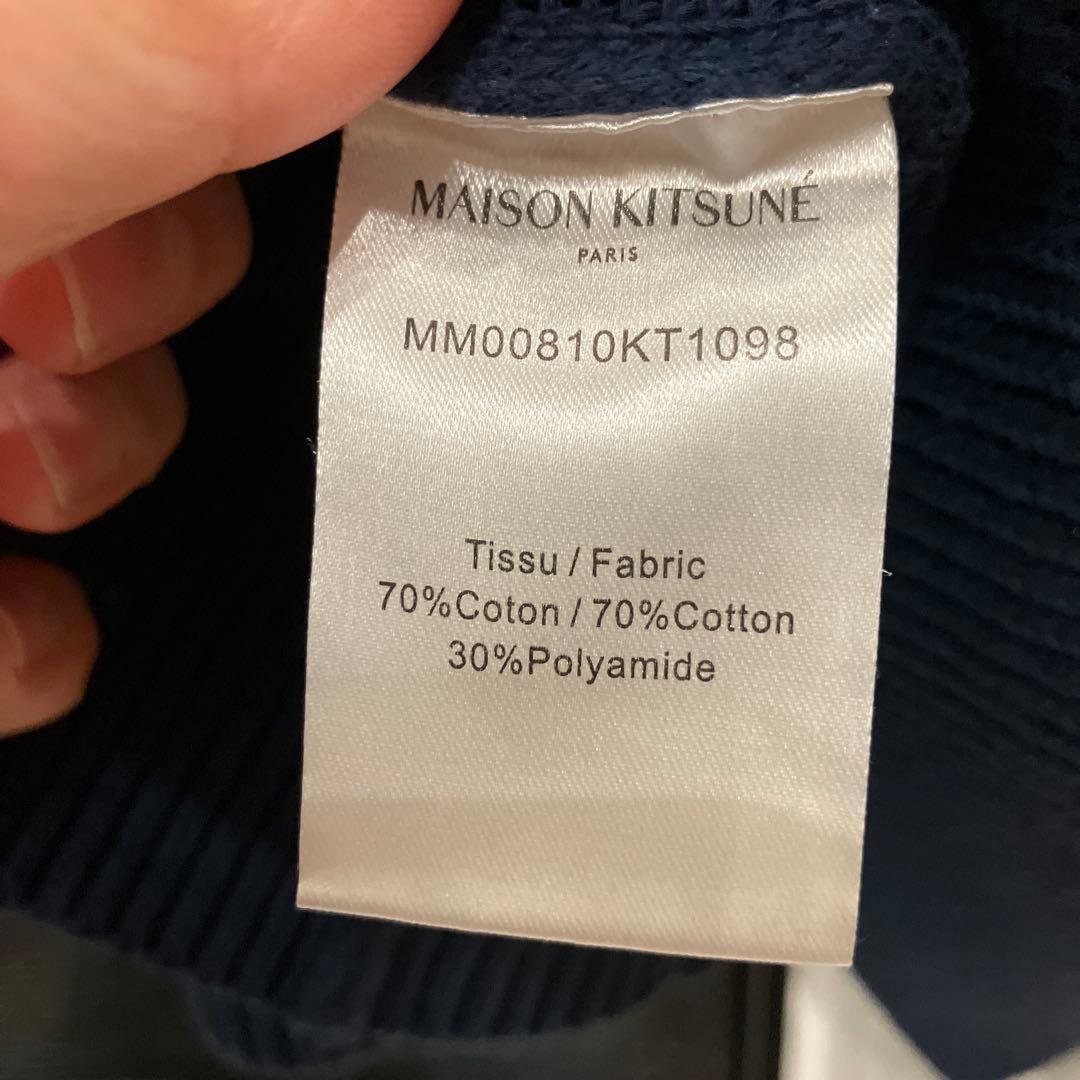 MAISON KITSUNÉ
PARIS
MM00810KT1098
Tissu / Fabric
70%Coton / 70%Cotton
30%Polyamide